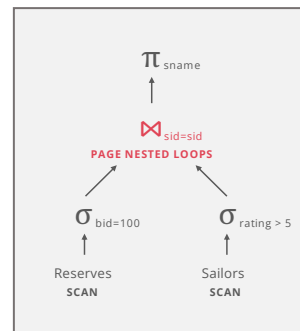 π sname
⋈ sid=sid
PAGE NESTED LOOPS
σ bid=100
σ rating > 5
Reserves
SCAN
Sailors
SCAN